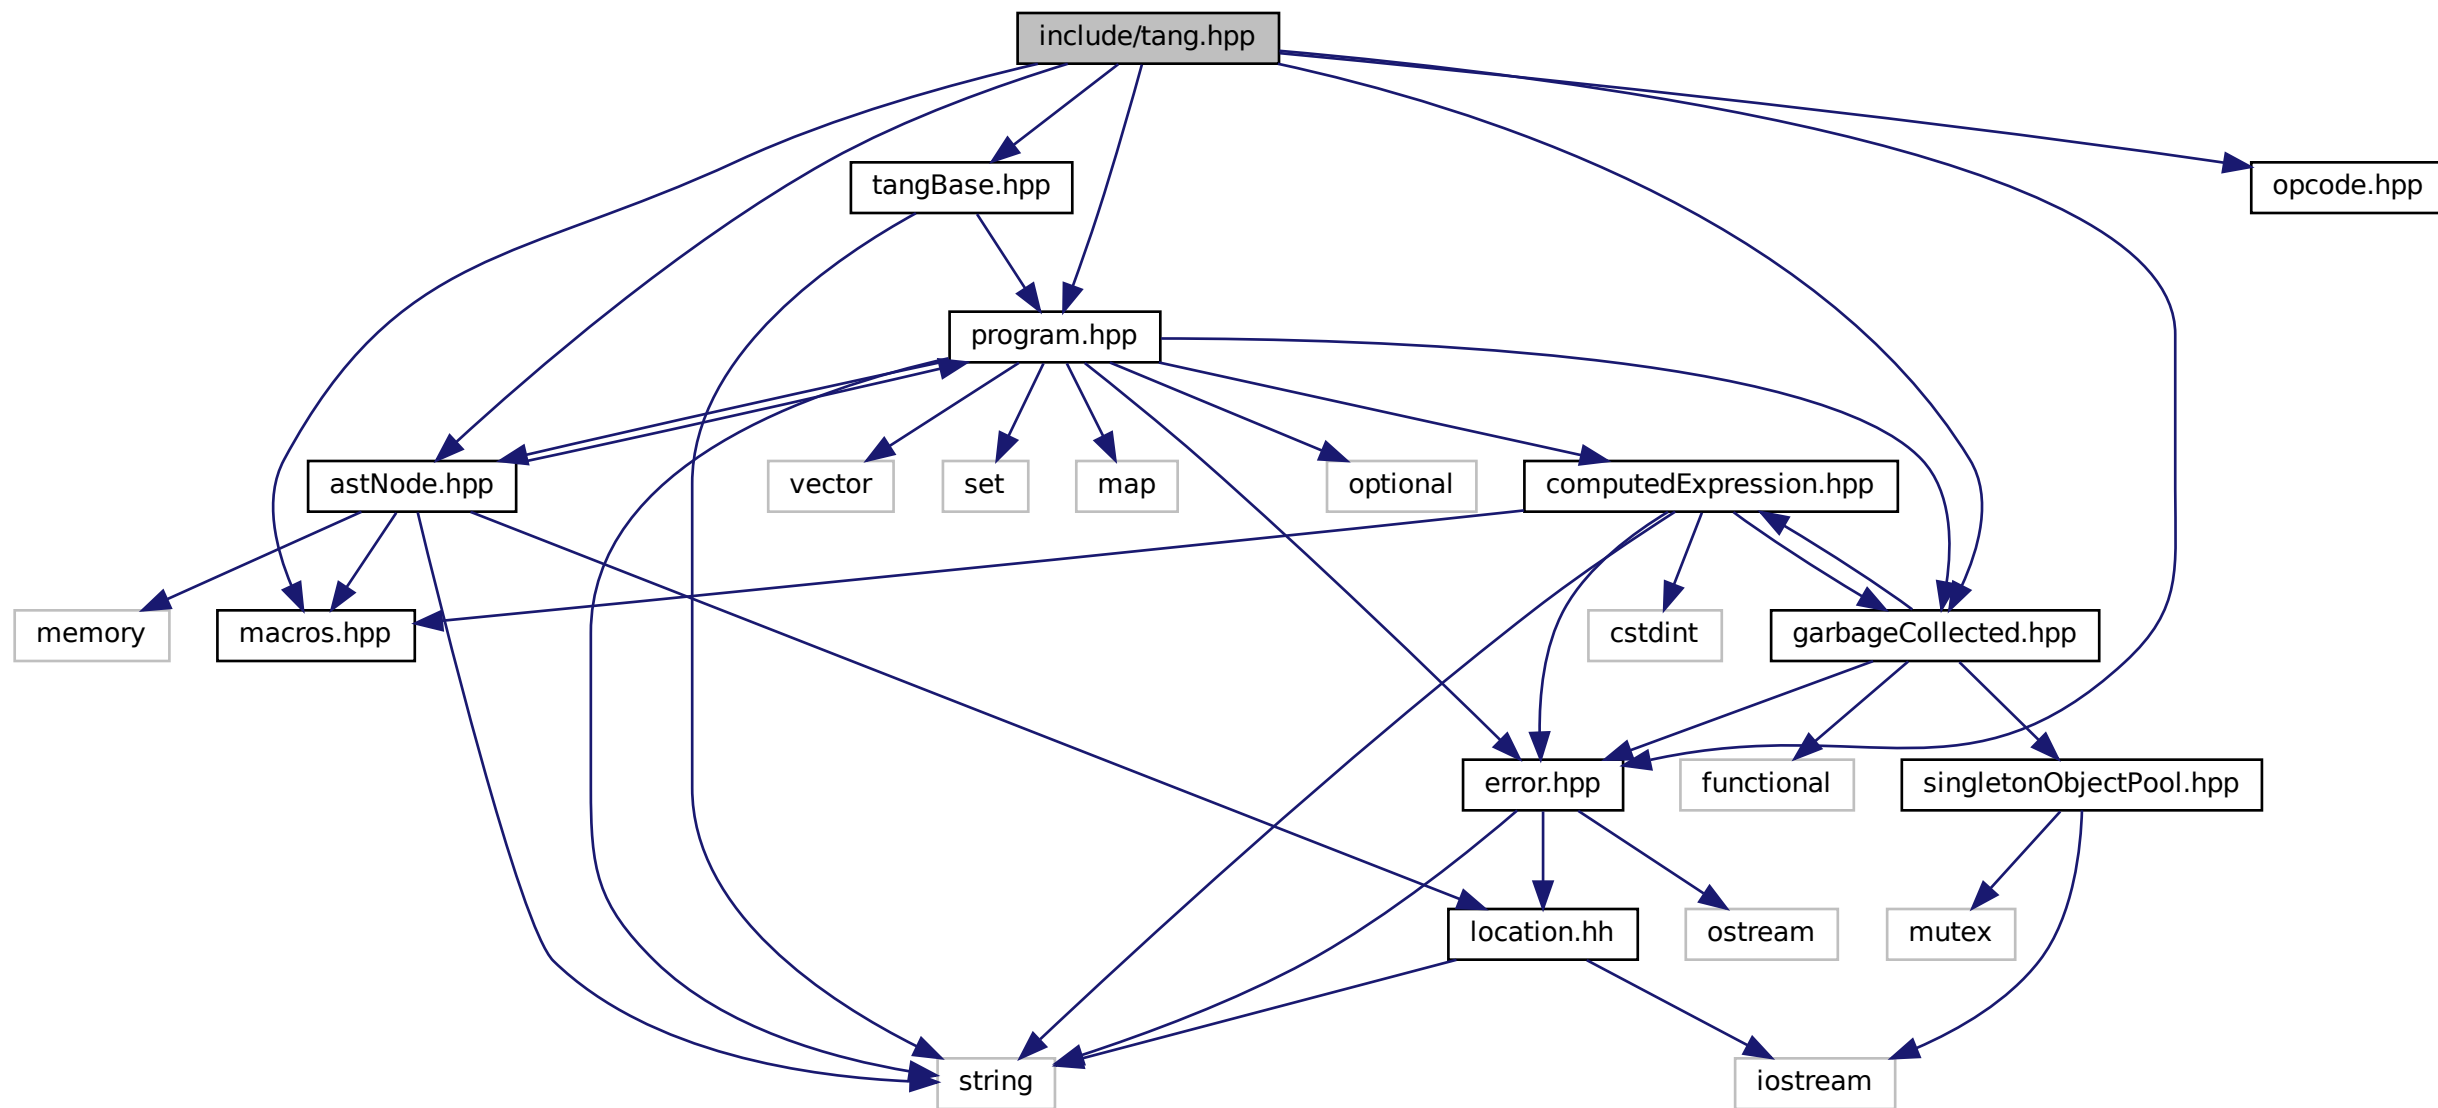 include/tang.hpp
tangBase.hpp
opcode.hpp
program.hpp
astNode.hpp
vector
set
map
optional
computedExpression.hpp
memory
macros.hpp
cstdint
garbageCollected.hpp
error.hpp
functional
singletonObjectPool.hpp
location.hh
ostream
mutex
string
iostream